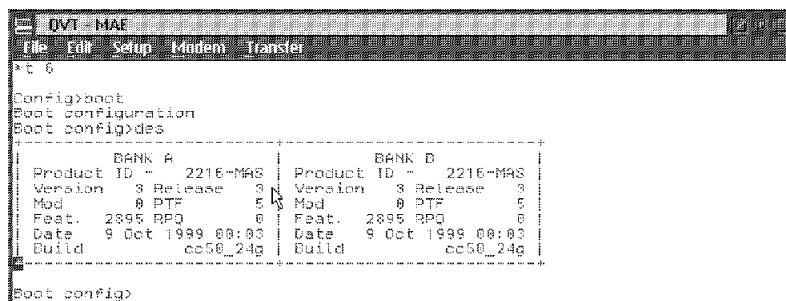 QVT - MAE
File Edit Setup Modem Transfer
*t 6
Config>boot
Boot configuration
Boot config>des
BANK A | BANK B
Product ID - 2216-MAS | Product ID - 2216-MAS
Version 3 Release 3 | Version 3 Release 3
Mod 0 PTF 5 | Mod 0 PTF 5
Feat. 2895 RPQ 0 | Feat. 2895 RPQ 0
Date 9 Oct 1999 00:03 | Date 9 Oct 1999 00:03
Build cc50_24g | Build cc50_24g
Boot config>